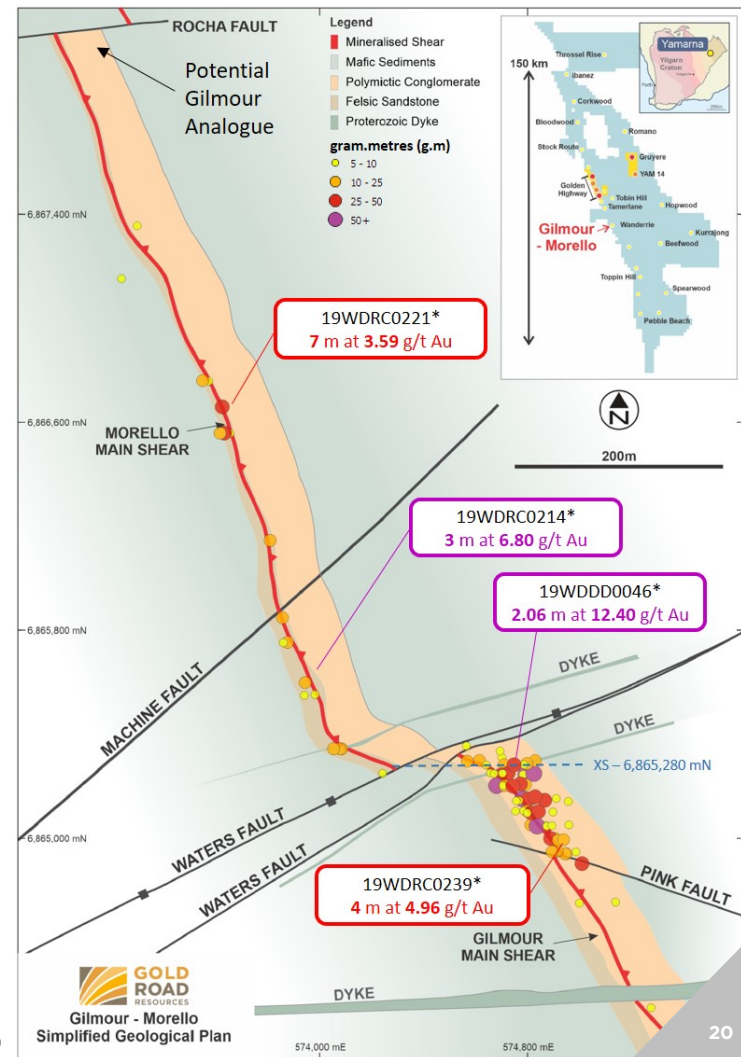 ROCHA FAULT
Potential
Gilmour
Analogue
Legend
Mineralised Shear
Mafic Sediments
Polymictic Conglomerate
Felsic Sandstone
Proterozoic Dyke
gram.metres (g.m)
5 - 10
10 - 25
25 - 50
50+
150 km
Throssel Rise
Ibanez
Corkwood
Bloodwood
Romano
Stock Route
Gruyere
YAM 14
Golden
Highway
Tobin Hill
Tamerlane
Hopwood
Wanderrie
Kurrajong
Beefwood
Gilmour
- Morello
Toppin Hill
Spearwood
Pebble Beach
Yamarna
Yilgarn
Craton
6,867,400 mN
19WDRC0221*
7 m at 3.59 g/t Au
6,866,600 mN
MORELLO
MAIN SHEAR
N
200m
19WDRC0214*
3 m at 6.80 g/t Au
19WDDD0046*
2.06 m at 12.40 g/t Au
6,865,800 mN
MACHINE FAULT
DYKE
DYKE
XS – 6,865,280 mN
WATERS FAULT
WATERS FAULT
6,865,000 mN
PINK FAULT
19WDRC0239*
4 m at 4.96 g/t Au
GILMOUR
MAIN SHEAR
GOLD
ROAD
RESOURCES
Gilmour - Morello
Simplified Geological Plan
DYKE
574,000 mE
574,800 mE
20